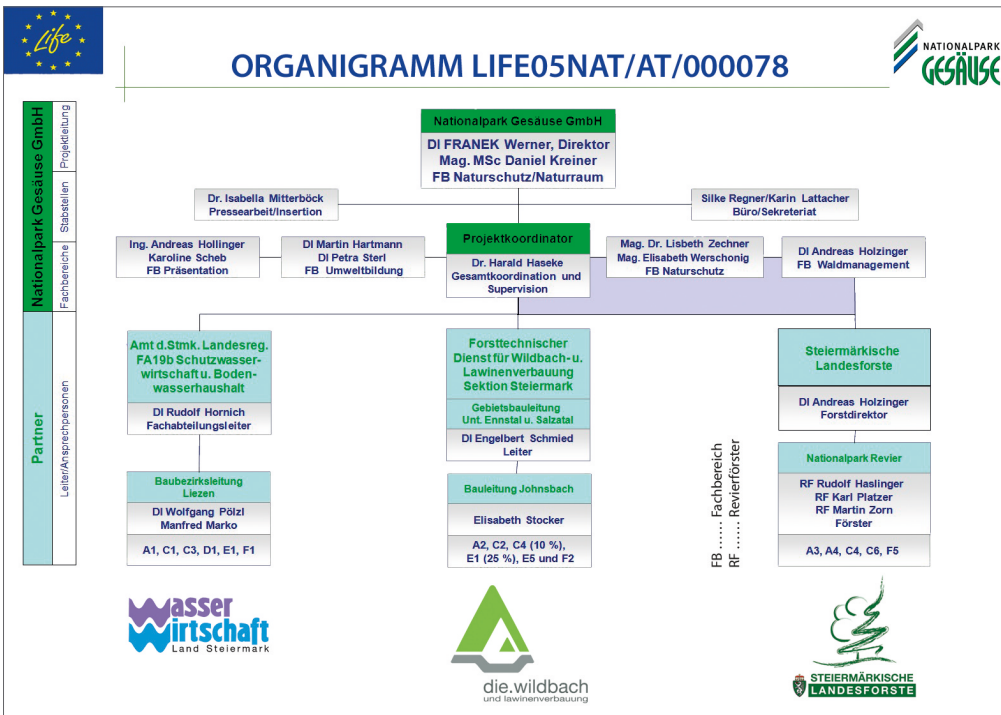 Life
ORGANIGRAMM LIFE05NAT/AT/000078
NATIONALPARK
GESÄUSE
Nationalpark Gesäuse GmbH
Projektleitung
Stabstellen
Fachbereiche
Partner
Leiter/Ansprechpersonen
Nationalpark Gesäuse GmbH
DI FRANEK Werner, Direktor
Mag. MSc Daniel Kreiner
FB Naturschutz/Naturraum
Dr. Isabella Mitterböck
Pressearbeit/Insertion
Silke Regner/Karin Lattacher
Büro/Sekreteriat
Ing. Andreas Hollinger
Karoline Scheb
FB Präsentation
DI Martin Hartmann
DI Petra Sterl
FB Umweltbildung
Projektkoordinator
Dr. Harald Haseke
Gesamtkoordination und
Supervision
Mag. Dr. Lisbeth Zechner
Mag. Elisabeth Werschonig
FB Naturschutz
DI Andreas Holzinger
FB Waldmanagement
Amt d.Stmk. Landesreg.
FA19b Schutzwasser-
wirtschaft u. Boden-
wasserhaushalt
DI Rudolf Hornich
Fachabteilungsleiter
Baubezirksleitung
Liezen
DI Wolfgang Pölzl
Manfred Marko
A1, C1, C3, D1, E1, F1
Forsttechnischer
Dienst für Wildbach- u.
Lawinenverbauung
Sektion Steiermark
Gebietsbauleitung
Unt. Ennstal u. Salzatal
DI Engelbert Schmied
Leiter
Bauleitung Johnsbach
Elisabeth Stocker
A2, C2, C4 (10 %),
E1 (25 %), E5 und F2
FB ...... Fachbereich
RF ...... Revierförster
Steiermärkische
Landesforste
DI Andreas Holzinger
Forstdirektor
Nationalpark Revier
RF Rudolf Haslinger
RF Karl Platzer
RF Martin Zorn
Förster
A3, A4, C4, C6, F5
Wasser
Wirtschaft
Land Steiermark
die.wildbach
und lawinenverbauung
STEIERMÄRKISCHE
LANDESFORSTE